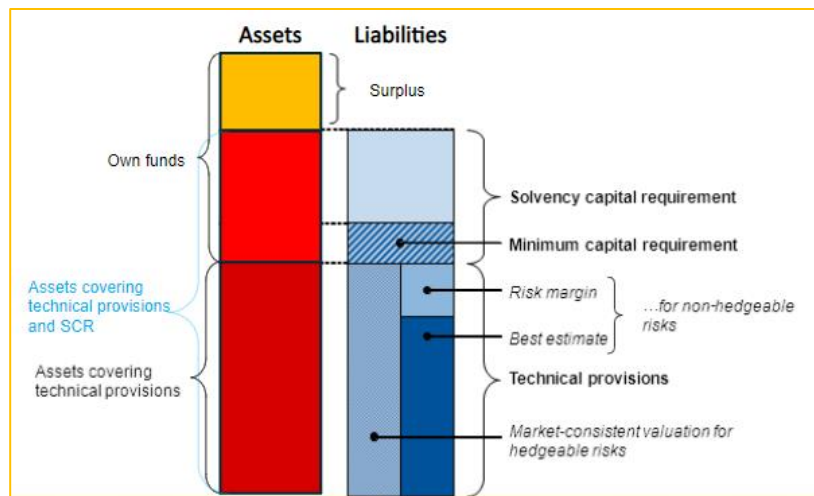 Assets
Liabilities
Surplus
Own funds
Solvency capital requirement
Minimum capital requirement
Assets covering
technical provisions
and SCR
Risk margin
…for non-hedgeable
risks
Best estimate
Assets covering
technical provisions
Technical provisions
Market-consistent valuation for
hedgeable risks